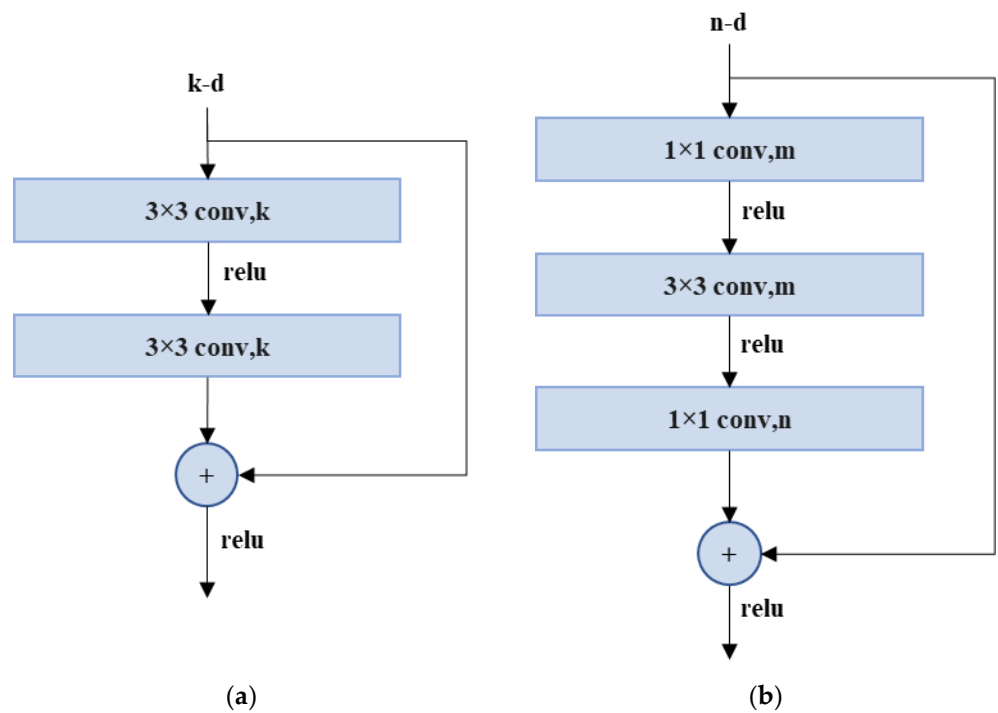 k-d
3×3 conv,k
relu
3×3 conv,k
+
relu
(a)
n-d
1×1 conv,m
relu
3×3 conv,m
relu
1×1 conv,n
+
relu
(b)